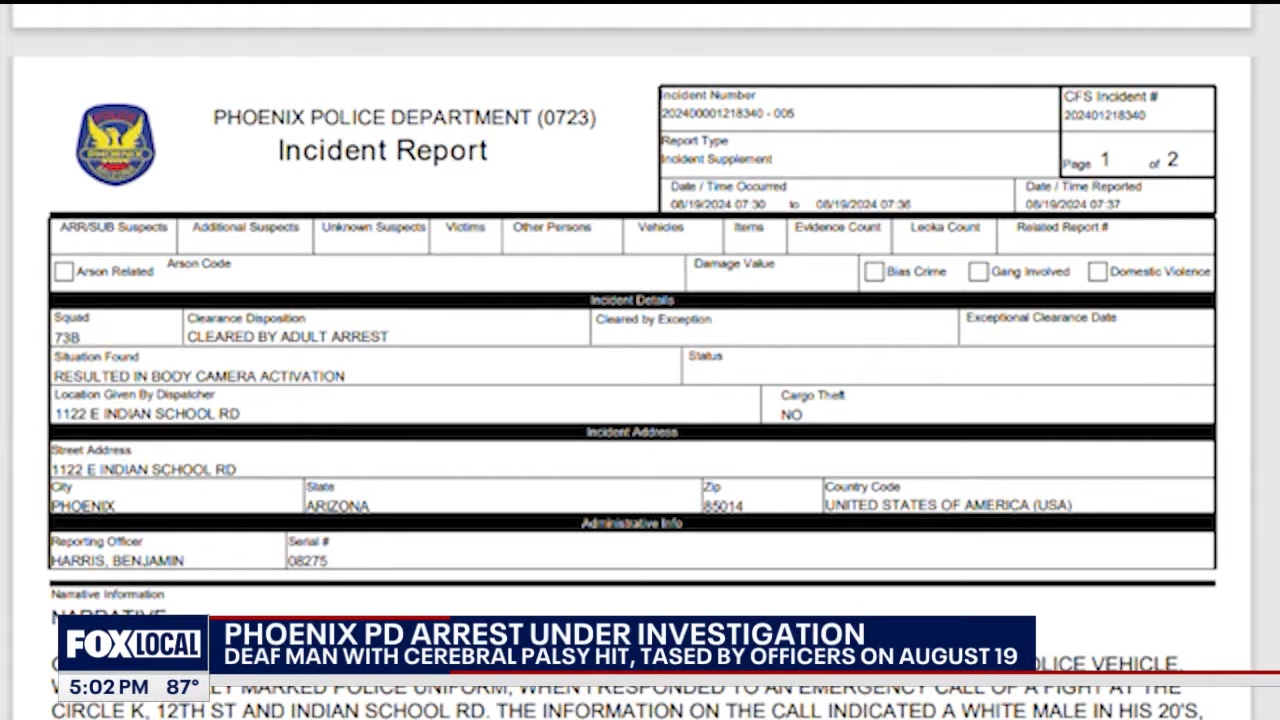 PHOENIX POLICE DEPARTMENT (0723)
Incident Report
Incident Number
202400001218340 - 005
CFS Incident #
202401218340
Report Type
Incident Supplement
Page 1 of 2
Date / Time Occurred
08/19/2024 07:30 to 08/19/2024 07:36
Date / Time Reported
08/19/2024 07:37
ARR/SUB Suspects Additional Suspects Unknown Suspects Victims Other Persons Vehicles Items Evidence Count Leoka Count Related Report #
Arson Related Arson Code Damage Value Bias Crime Gang Involved Domestic Violence
Incident Details
Squad Clearance Disposition Cleared by Exception Exceptional Clearance Date
73B CLEARED BY ADULT ARREST
Situation Found Status
RESULTED IN BODY CAMERA ACTIVATION
Location Given By Dispatcher Cargo Theft
1122 E INDIAN SCHOOL RD NO
Incident Address
Street Address
1122 E INDIAN SCHOOL RD
City State Zip Country Code
PHOENIX ARIZONA 85014 UNITED STATES OF AMERICA (USA)
Administrative Info
Reporting Officer Serial #
HARRIS, BENJAMIN 08275
Narrative Information
NARRATIVE
FOX LOCAL
PHOENIX PD ARREST UNDER INVESTIGATION
DEAF MAN WITH CEREBRAL PALSY HIT, TASED BY OFFICERS ON AUGUST 19
5:02 PM 87°
POLICE VEHICLE,
MARKED POLICE UNIFORM, WHEN I RESPONDED TO AN EMERGENCY CALL OF A FIGHT AT THE
CIRCLE K, 12TH ST AND INDIAN SCHOOL RD. THE INFORMATION ON THE CALL INDICATED A WHITE MALE IN HIS 20'S,